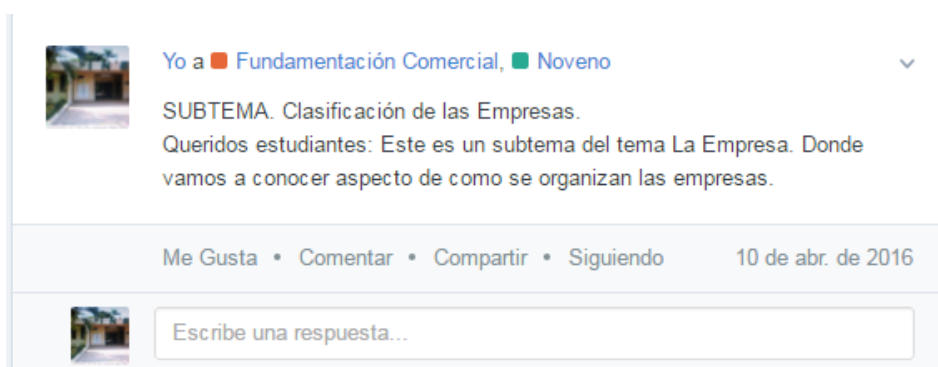 Yo a Fundamentación Comercial, Noveno
SUBTEMA. Clasificación de las Empresas.
Queridos estudiantes: Este es un subtema del tema La Empresa. Donde
vamos a conocer aspecto de como se organizan las empresas.
Me Gusta • Comentar • Compartir • Siguiendo 10 de abr. de 2016
Escribe una respuesta...